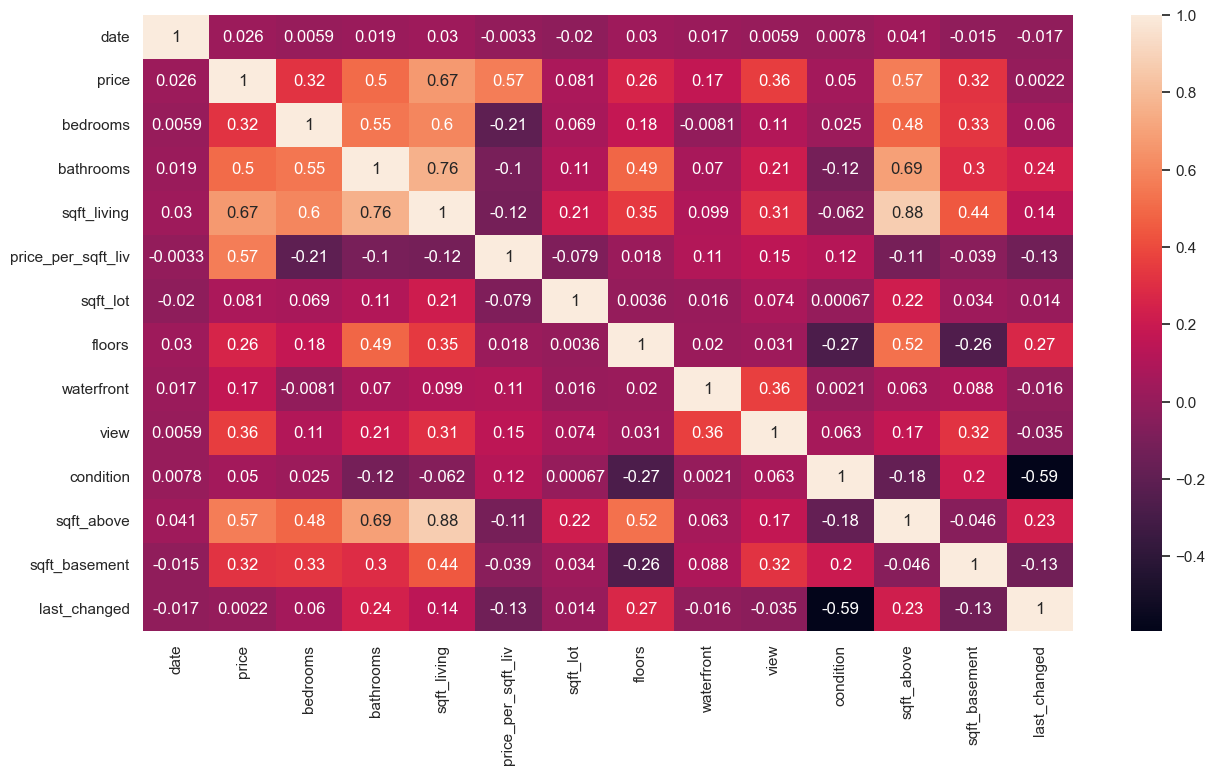 date 1 0.026 0.0059 0.019 0.03 -0.0033 -0.02 0.03 0.017 0.0059 0.0078 0.041 -0.015 -0.017
price 0.026 1 0.32 0.5 0.67 0.57 0.081 0.26 0.17 0.36 0.05 0.57 0.32 0.0022
bedrooms 0.0059 0.32 1 0.55 0.6 -0.21 0.069 0.18 -0.0081 0.11 0.025 0.48 0.33 0.06
bathrooms 0.019 0.5 0.55 1 0.76 -0.1 0.11 0.49 0.07 0.21 -0.12 0.69 0.3 0.24
sqft_living 0.03 0.67 0.6 0.76 1 -0.12 0.21 0.35 0.099 0.31 -0.062 0.88 0.44 0.14
price_per_sqft_liv -0.0033 0.57 -0.21 -0.1 -0.12 1 -0.079 0.018 0.11 0.15 0.12 -0.11 -0.039 -0.13
sqft_lot -0.02 0.081 0.069 0.11 0.21 -0.079 1 0.0036 0.016 0.074 0.00067 0.22 0.034 0.014
floors 0.03 0.26 0.18 0.49 0.35 0.018 0.0036 1 0.02 0.031 -0.27 0.52 -0.26 0.27
waterfront 0.017 0.17 -0.0081 0.07 0.099 0.11 0.016 0.02 1 0.36 0.0021 0.063 0.088 -0.016
view 0.0059 0.36 0.11 0.21 0.31 0.15 0.074 0.031 0.36 1 0.063 0.17 0.32 -0.035
condition 0.0078 0.05 0.025 -0.12 -0.062 0.12 0.00067 -0.27 0.0021 0.063 1 -0.18 0.2 -0.59
sqft_above 0.041 0.57 0.48 0.69 0.88 -0.11 0.22 0.52 0.063 0.17 -0.18 1 -0.046 0.23
sqft_basement -0.015 0.32 0.33 0.3 0.44 -0.039 0.034 -0.26 0.088 0.32 0.2 -0.046 1 -0.13
last_changed -0.017 0.0022 0.06 0.24 0.14 -0.13 0.014 0.27 -0.016 -0.035 -0.59 0.23 -0.13 1
date price bedrooms bathrooms sqft_living price_per_sqft_liv sqft_lot floors waterfront view condition sqft_above sqft_basement last_changed
1.0
0.8
0.6
0.4
0.2
0.0
-0.2
-0.4